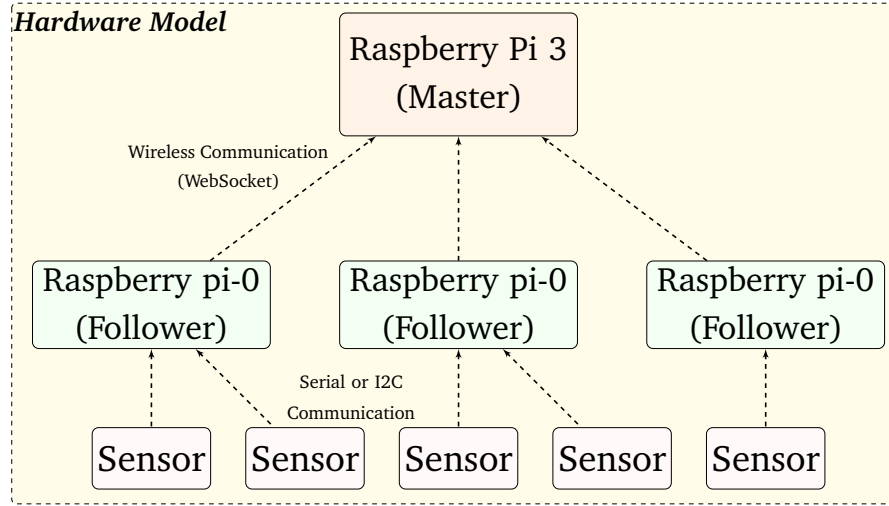 Hardware Model
Raspberry Pi 3
(Master)
Wireless Communication
(WebSocket)
Raspberry pi-0
(Follower)
Raspberry pi-0
(Follower)
Raspberry pi-0
(Follower)
Serial or I2C
Communication
Sensor
Sensor
Sensor
Sensor
Sensor